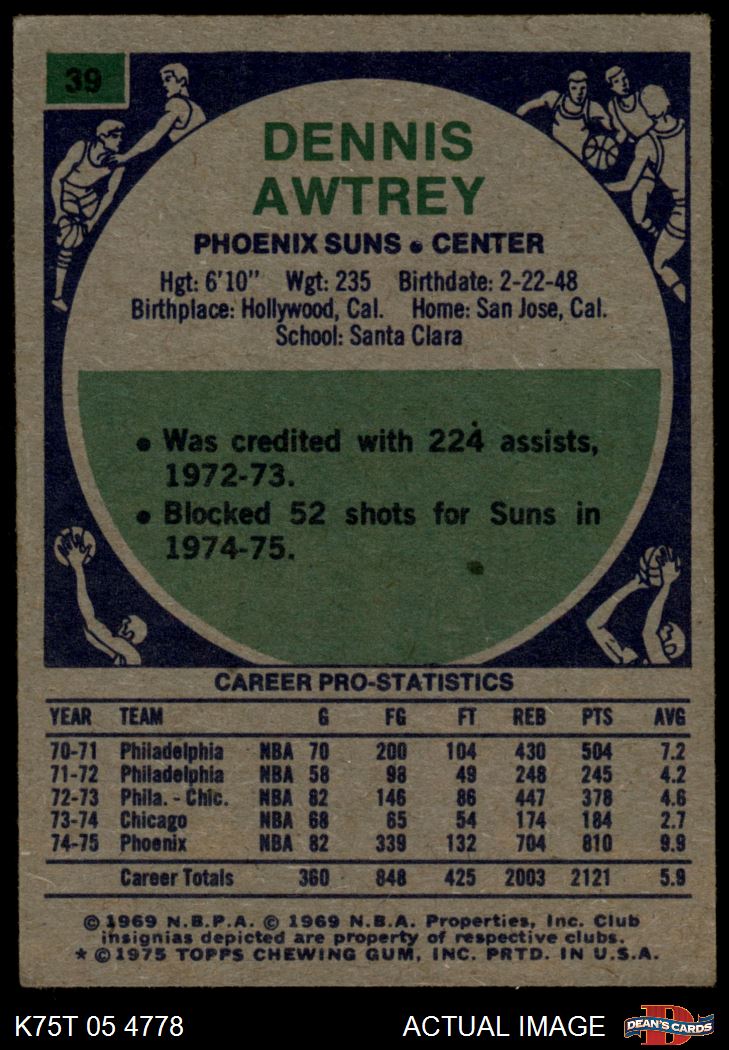 39
DENNIS
AWTREY
PHOENIX SUNS • CENTER
Hgt: 6'10" Wgt: 235 Birthdate: 2-22-48
Birthplace: Hollywood, Cal. Home: San Jose, Cal.
School: Santa Clara
• Was credited with 224 assists,
1972-73.
• Blocked 52 shots for Suns in
1974-75.
CAREER PRO-STATISTICS
YEAR TEAM G FG FT REB PTS AVG
70-71 Philadelphia NBA 70 200 104 430 504 7.2
71-72 Philadelphia NBA 58 98 49 248 245 4.2
72-73 Phila. - Chic. NBA 82 146 86 447 378 4.6
73-74 Chicago NBA 68 65 54 174 184 2.7
74-75 Phoenix NBA 82 339 132 704 810 9.9
Career Totals 360 848 425 2003 2121 5.9
© 1969 N.B.P.A. © 1969 N.B.A. Properties, Inc. Club
insignias depicted are property of respective clubs.
* © 1975 TOPPS CHEWING GUM, INC. PRTD. IN U.S.A.
K75T 05 4778 ACTUAL IMAGE D DEAN'S CARDS